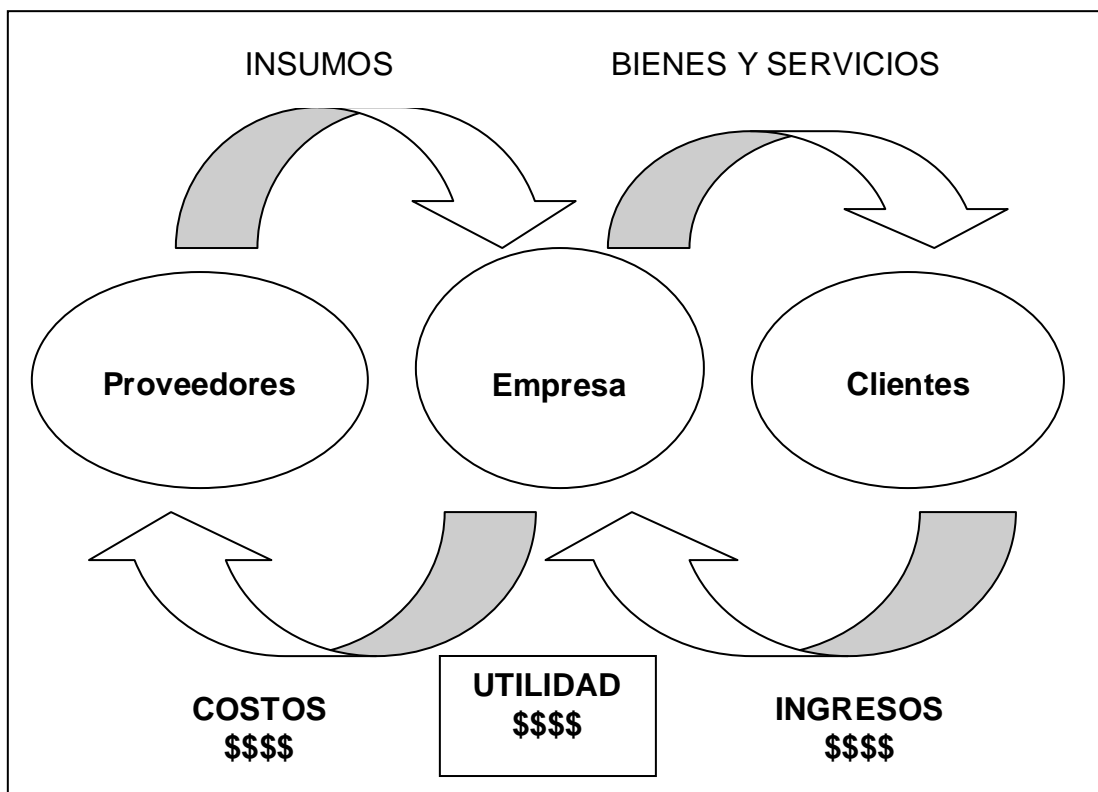 INSUMOS
BIENES Y SERVICIOS
Proveedores
Empresa
Clientes
COSTOS
$$$$
UTILIDAD
$$$$
INGRESOS
$$$$